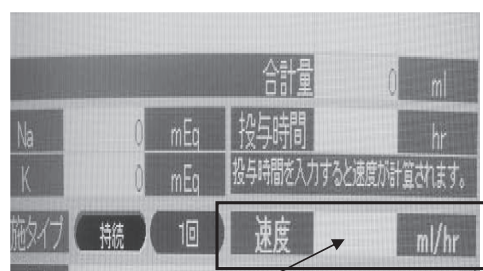 合計量 0 ml
Na 0 mEq 投与時間 hr
K 0 mEq 投与時間を入力すると速度が計算されます。
施タイプ 持続 1回 速度 ml/hr